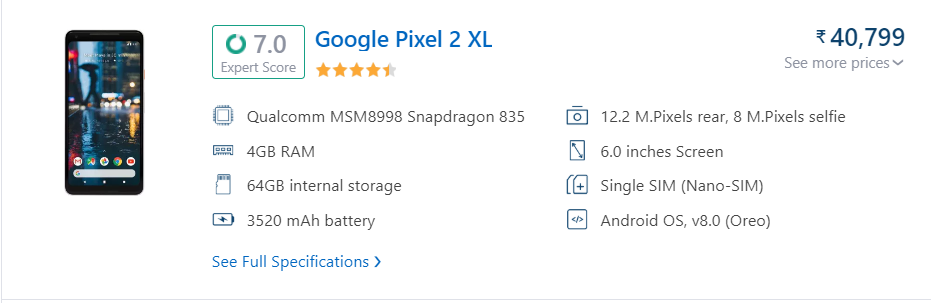 7.0
Expert Score
Google Pixel 2 XL
₹ 40,799
See more prices
Qualcomm MSM8998 Snapdragon 835
12.2 M.Pixels rear, 8 M.Pixels selfie
4GB RAM
6.0 inches Screen
64GB internal storage
Single SIM (Nano-SIM)
3520 mAh battery
Android OS, v8.0 (Oreo)
See Full Specifications